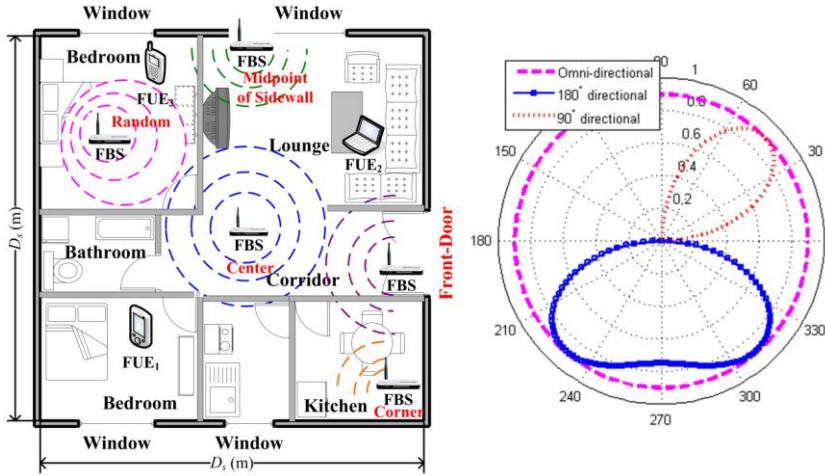 Window
Window
Bedroom
FUE3
FBS
Midpoint
of Sidewall
Random
FBS
Lounge
FUE2
Ds (m)
Bathroom
FBS
Center
Corridor
FBS
Front-Door
FUE1
Bedroom
Kitchen
FBS
Corner
Window
Window
Ds (m)
Omni-directional
180° directional
90° directional
90
1
60
0.8
0.6
30
0.4
0.2
150
180
210
330
240
300
270